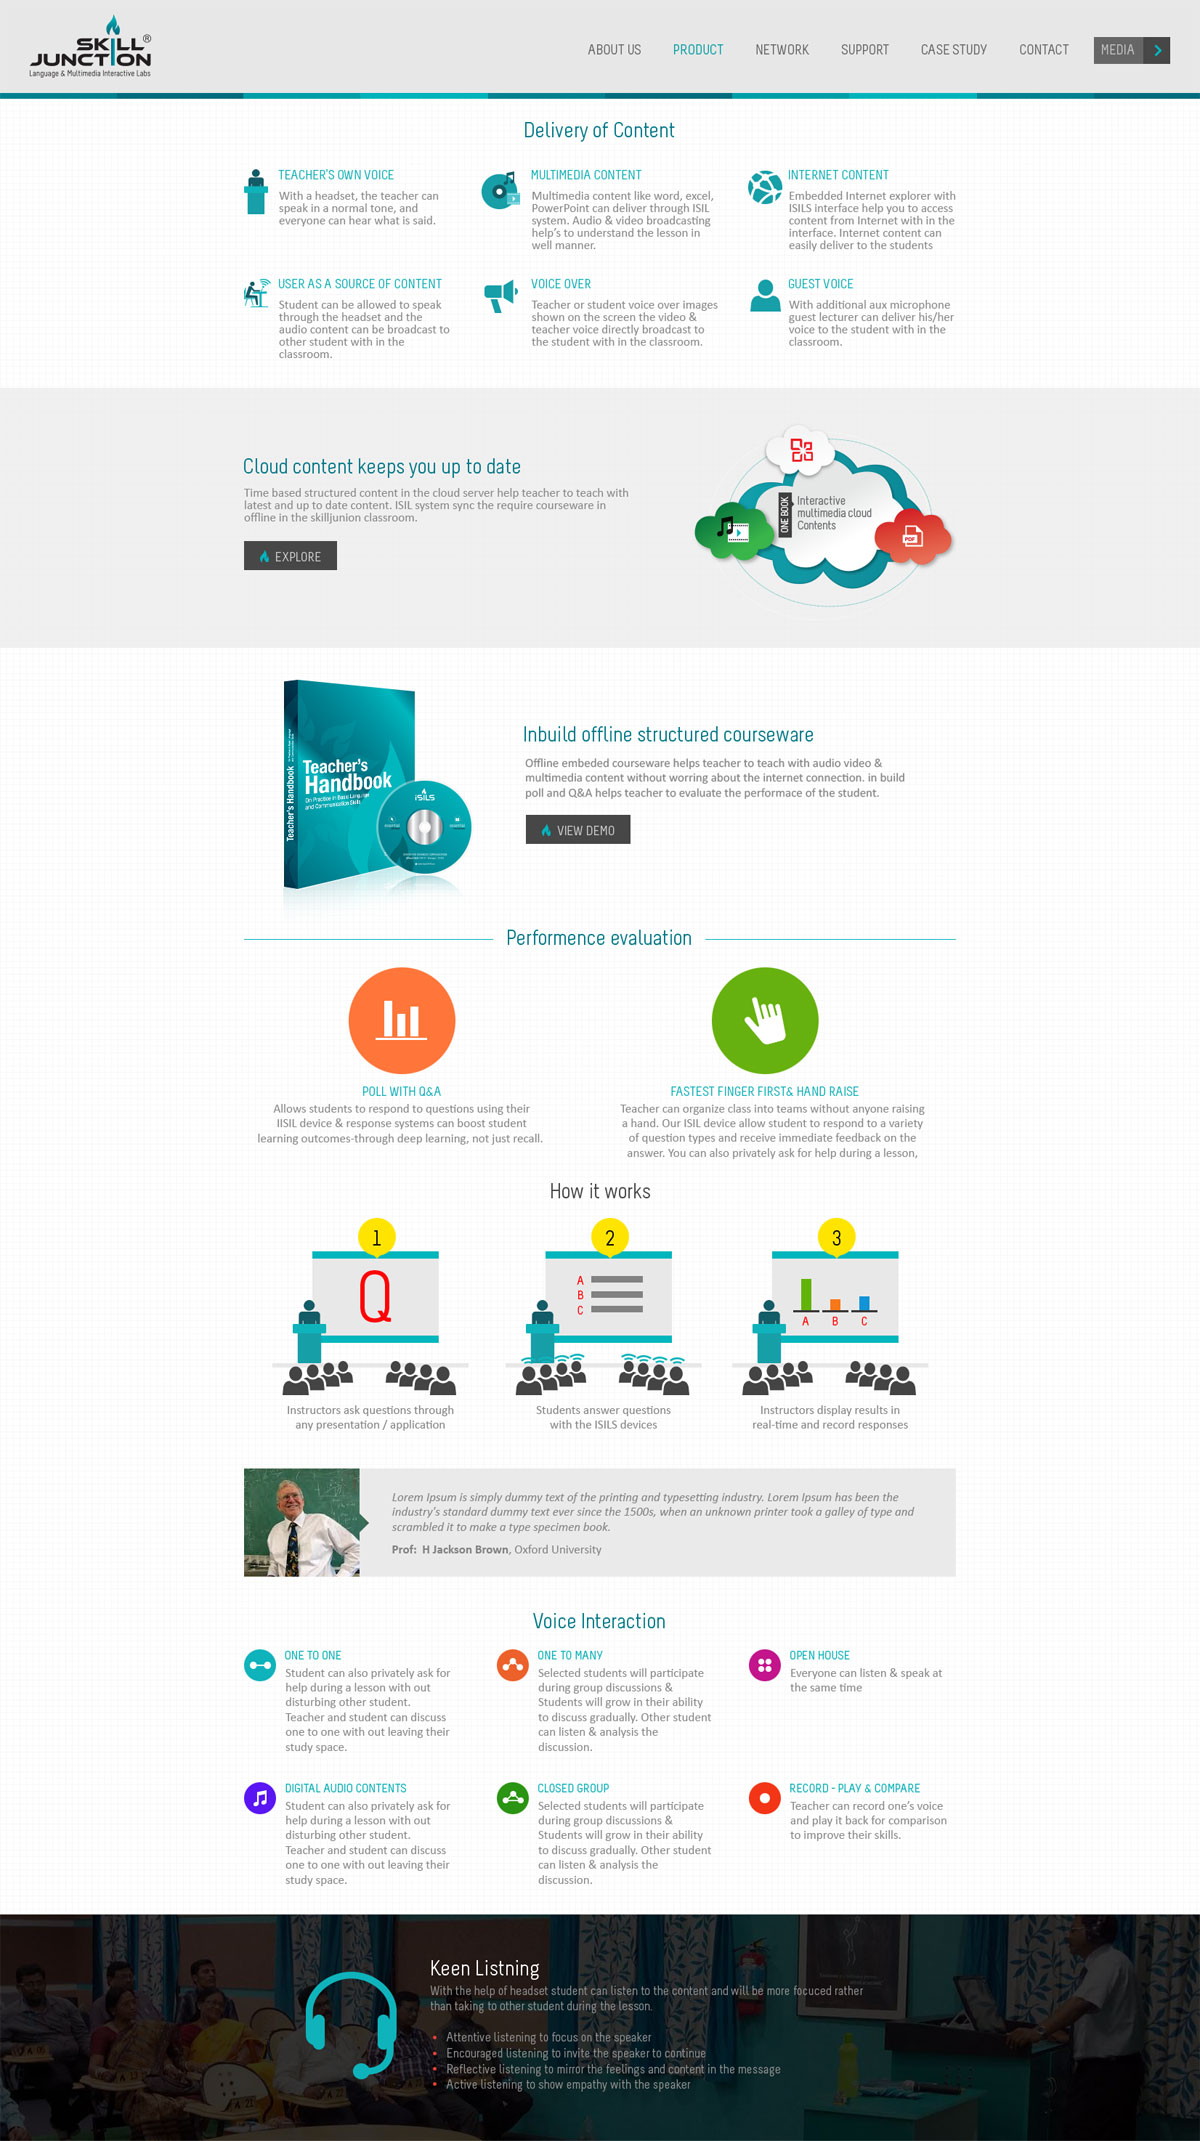 SKILL
JUNCTION®
Language & Multimedia Interactive Labs
ABOUT US
PRODUCT
NETWORK
SUPPORT
CASE STUDY
CONTACT
MEDIA
Delivery of Content
TEACHER'S OWN VOICE
With a headset, the teacher can
speak in a normal tone, and
everyone can hear what is said.
MULTIMEDIA CONTENT
Multimedia content like word, excel,
PowerPoint can deliver through ISIL
system. Audio & video broadcasting
help's to understand the lesson in
well manner.
INTERNET CONTENT
Embedded Internet explorer with
ISILS interface help you to access
content from Internet with in the
interface. Internet content can
easily deliver to the students
USER AS A SOURCE OF CONTENT
Student can be allowed to speak
through the headset and the
audio content can be broadcast to
other student with in the
classroom.
VOICE OVER
Teacher or student voice over images
shown on the screen the video &
teacher voice directly broadcast to
the student with in the classroom.
GUEST VOICE
With additional aux microphone
guest lecturer can deliver his/her
voice to the student with in the
classroom.
Cloud content keeps you up to date
Time based structured content in the cloud server help teacher to teach with
latest and up to date content. ISIL system sync the require courseware in
offline in the skilljunion classroom.
EXPLORE
ONE BOOK
Interactive
multimedia cloud
Contents
PDF
Teacher's Handbook
Teacher's
Handbook
On Practice in Basic Language
and Communication Skills
iSILS
Inbuild offline structured courseware
Offline embeded courseware helps teacher to teach with audio video &
multimedia content without worring about the internet connection. in build
poll and Q&A helps teacher to evaluate the performace of the student.
VIEW DEMO
Performence evaluation
POLL WITH Q&A
Allows students to respond to questions using their
IISIL device & response systems can boost student
learning outcomes-through deep learning, not just recall.
FASTEST FINGER FIRST& HAND RAISE
Teacher can organize class into teams without anyone raising
a hand. Our ISIL device allow student to respond to a variety
of question types and receive immediate feedback on the
answer. You can also privately ask for help during a lesson,
How it works
1
Q
Instructors ask questions through
any presentation / application
2
A
B
C
Students answer questions
with the ISILS devices
3
A B C
Instructors display results in
real-time and record responses
Lorem Ipsum is simply dummy text of the printing and typesetting industry. Lorem Ipsum has been the
industry's standard dummy text ever since the 1500s, when an unknown printer took a galley of type and
scrambled it to make a type specimen book.
Prof: H Jackson Brown, Oxford University
Voice Interaction
ONE TO ONE
Student can also privately ask for
help during a lesson with out
disturbing other student.
Teacher and student can discuss
one to one with out leaving their
study space.
ONE TO MANY
Selected students will participate
during group discussions &
Students will grow in their ability
to discuss gradually. Other student
can listen & analysis the
discussion.
OPEN HOUSE
Everyone can listen & speak at
the same time
DIGITAL AUDIO CONTENTS
Student can also privately ask for
help during a lesson with out
disturbing other student.
Teacher and student can discuss
one to one with out leaving their
study space.
CLOSED GROUP
Selected students will participate
during group discussions &
Students will grow in their ability
to discuss gradually. Other student
can listen & analysis the
discussion.
RECORD - PLAY & COMPARE
Teacher can record one's voice
and play it back for comparison
to improve their skills.
Keen Listning
With the help of headset student can listen to the content and will be more focuced rather
than taking to other student during the lesson.
• Attentive listening to focus on the speaker
• Encouraged listening to invite the speaker to continue
• Reflective listening to mirror the feelings and content in the message
• Active listening to show empathy with the speaker